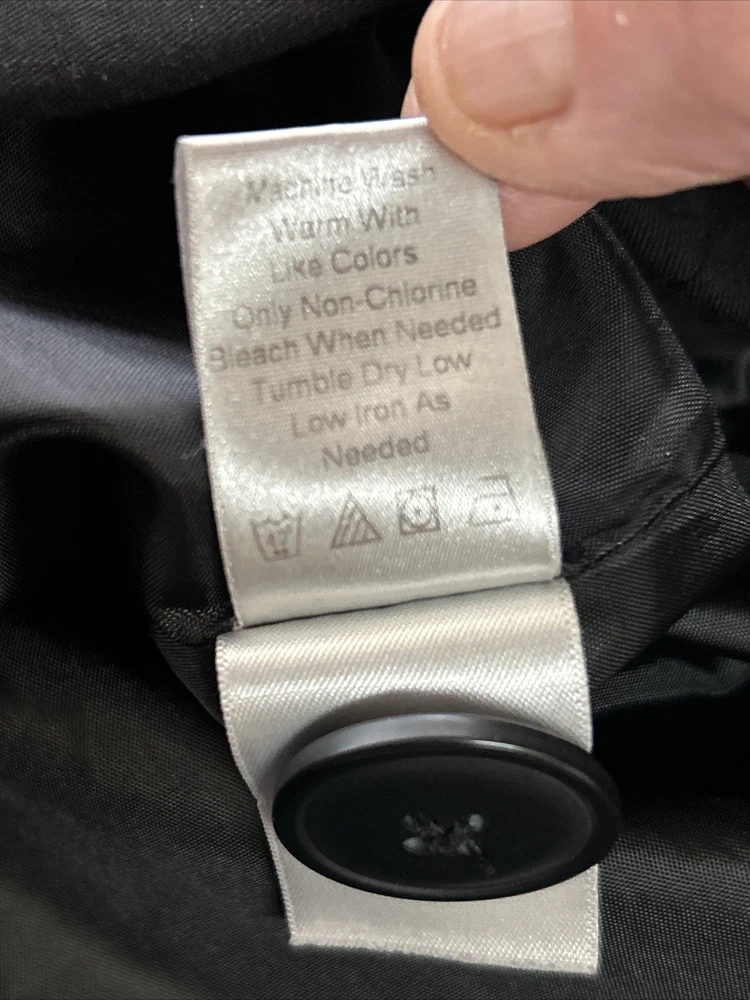 Machine Wash
Warm With
Like Colors
Only Non-Chlorine
Bleach When Needed
Tumble Dry Low
Low Iron As
Needed